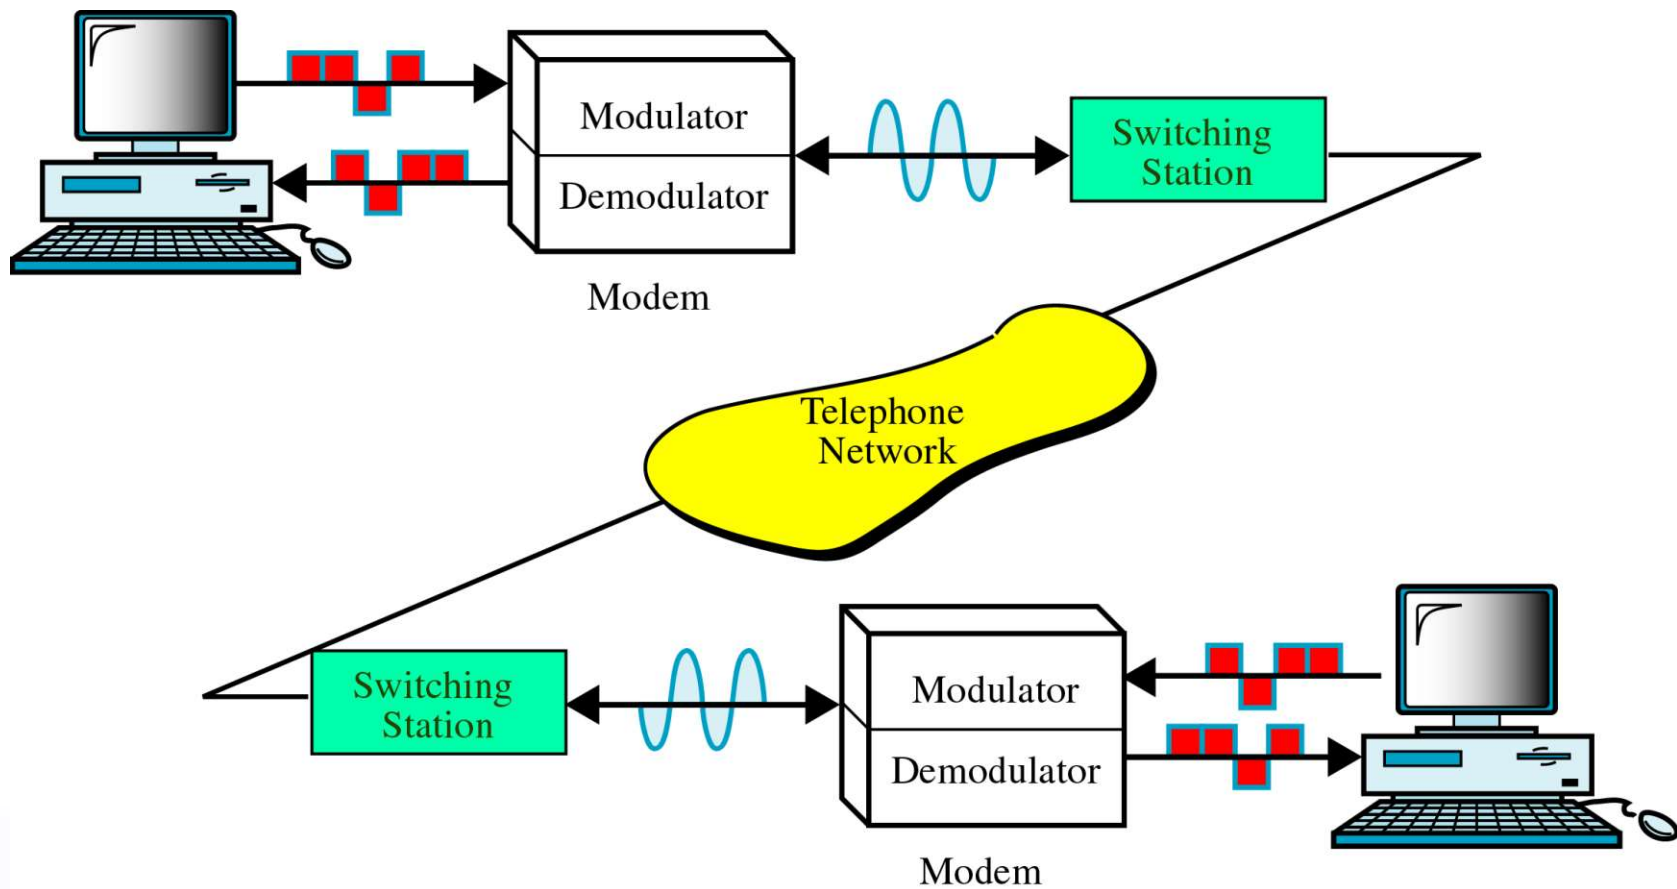 Modulator
Demodulator
Modem
Switching
Station
Telephone
Network
Switching
Station
Modulator
Demodulator
Modem